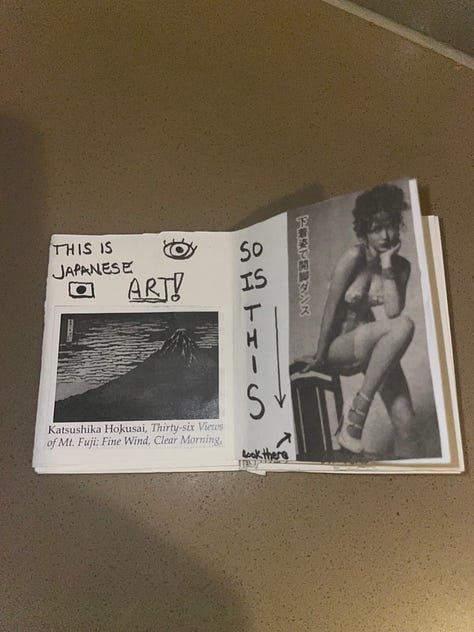 THIS IS
JAPANESE
ART!
Katsushika Hokusai, Thirty-six Views
of Mt. Fuji: Fine Wind, Clear Morning,
SO
IS
THIS
look there
下着姿で開脚ダンス